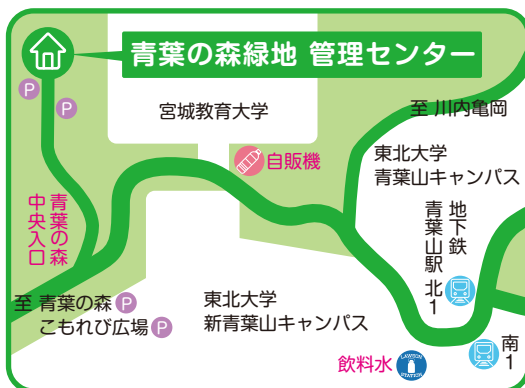 青葉の森緑地 管理センター
P
P
宮城教育大学
至 川内亀岡
自販機
東北大学
青葉山キャンパス
地下鉄
青葉山駅
北1
青葉の森
中央入口
至 青葉の森 P
こもれび広場 P
東北大学
新青葉山キャンパス
南1
飲料水
LAWSON
STATION